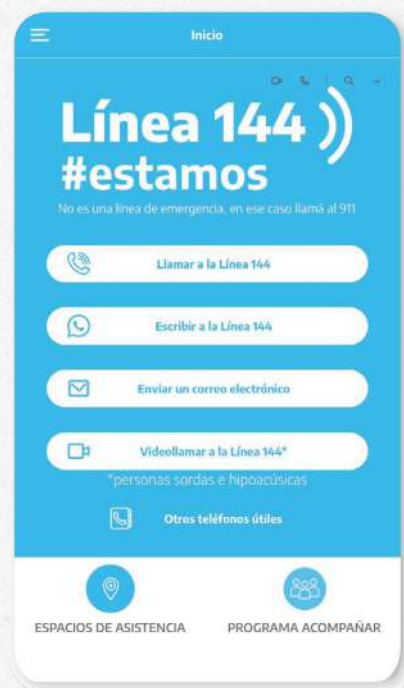 Inicio
Línea 144
#estamos
No es una línea de emergencia, en ese caso llamá al 911
Llamar a la Línea 144
Escribir a la Línea 144
Enviar un correo electrónico
Videollamar a la Línea 144*
*personas sordas e hipoacúsicas
Otros teléfonos útiles
ESPACIOS DE ASISTENCIA
PROGRAMA ACOMPAÑAR